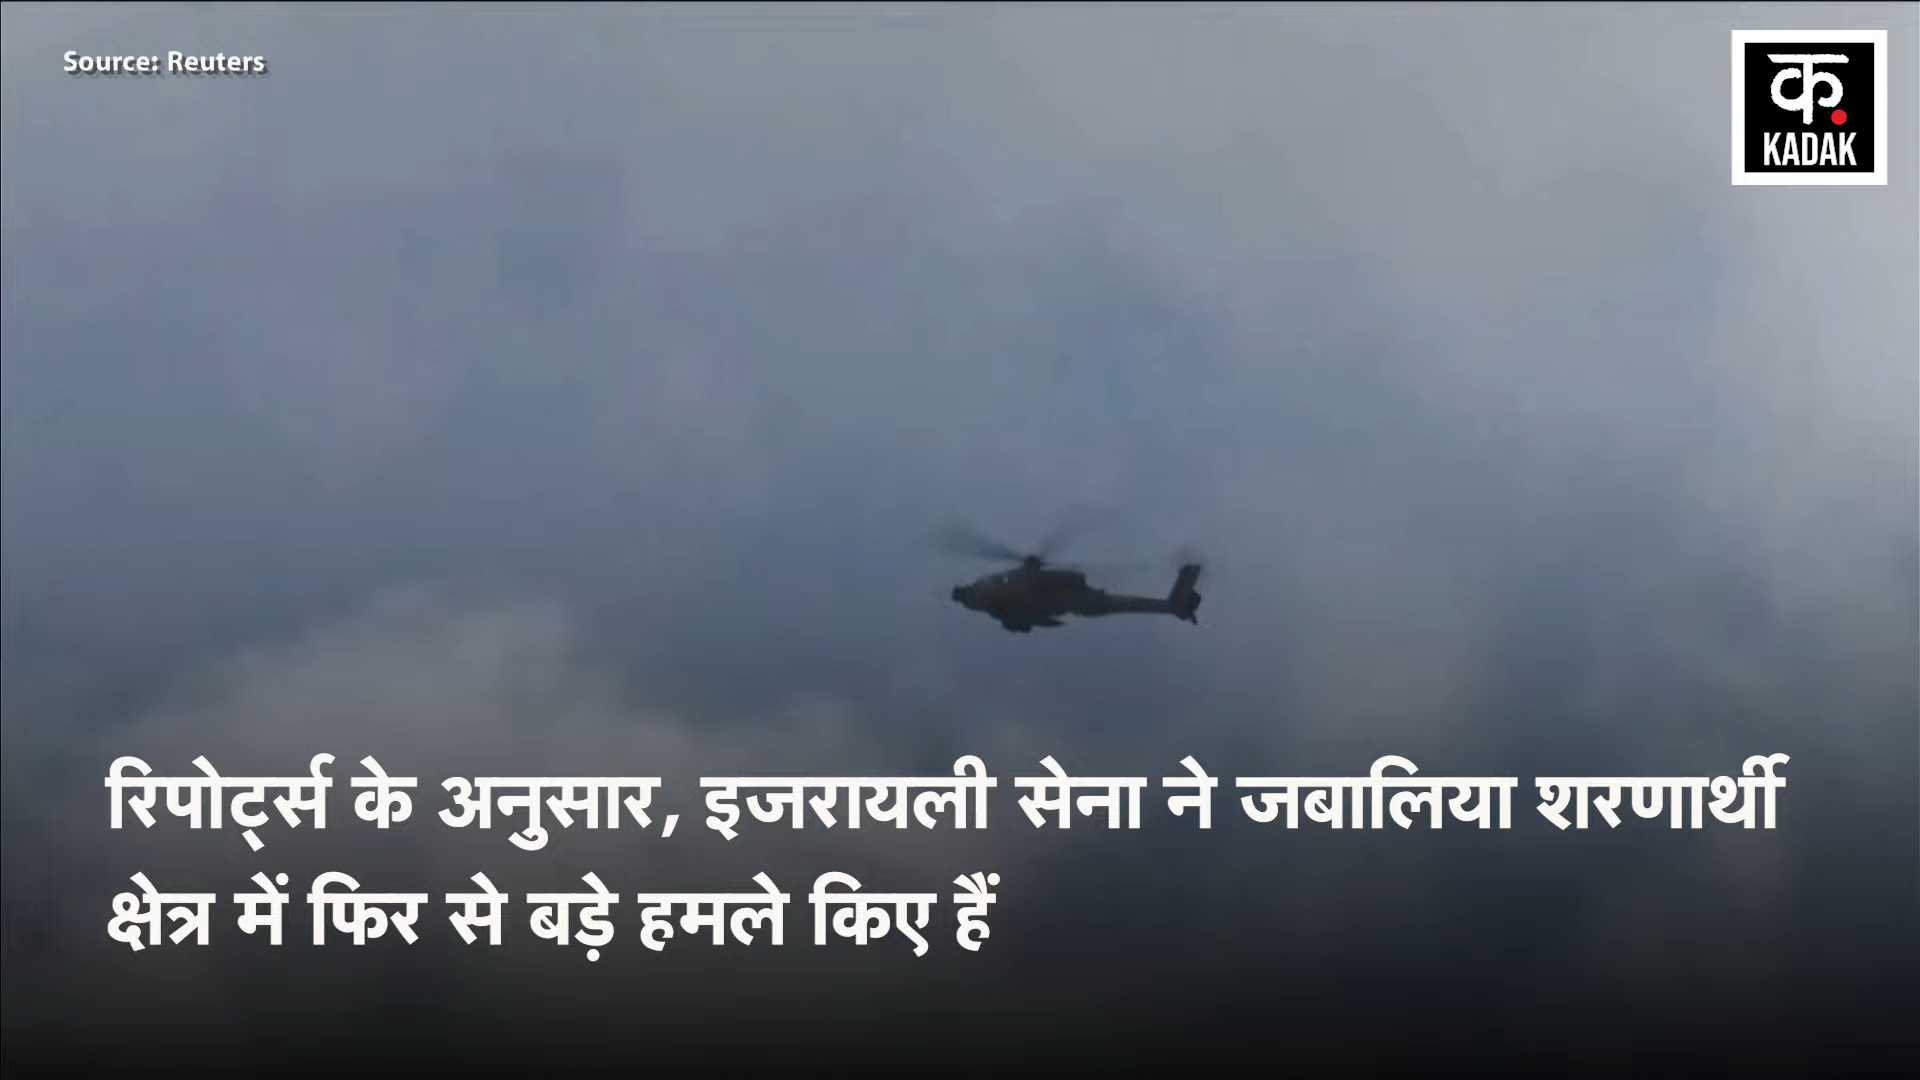 Source: Reuters
क.
KADAK
रिपोर्ट्स के अनुसार, इजरायली सेना ने जबालिया शरणार्थी
क्षेत्र में फिर से बड़े हमले किए हैं